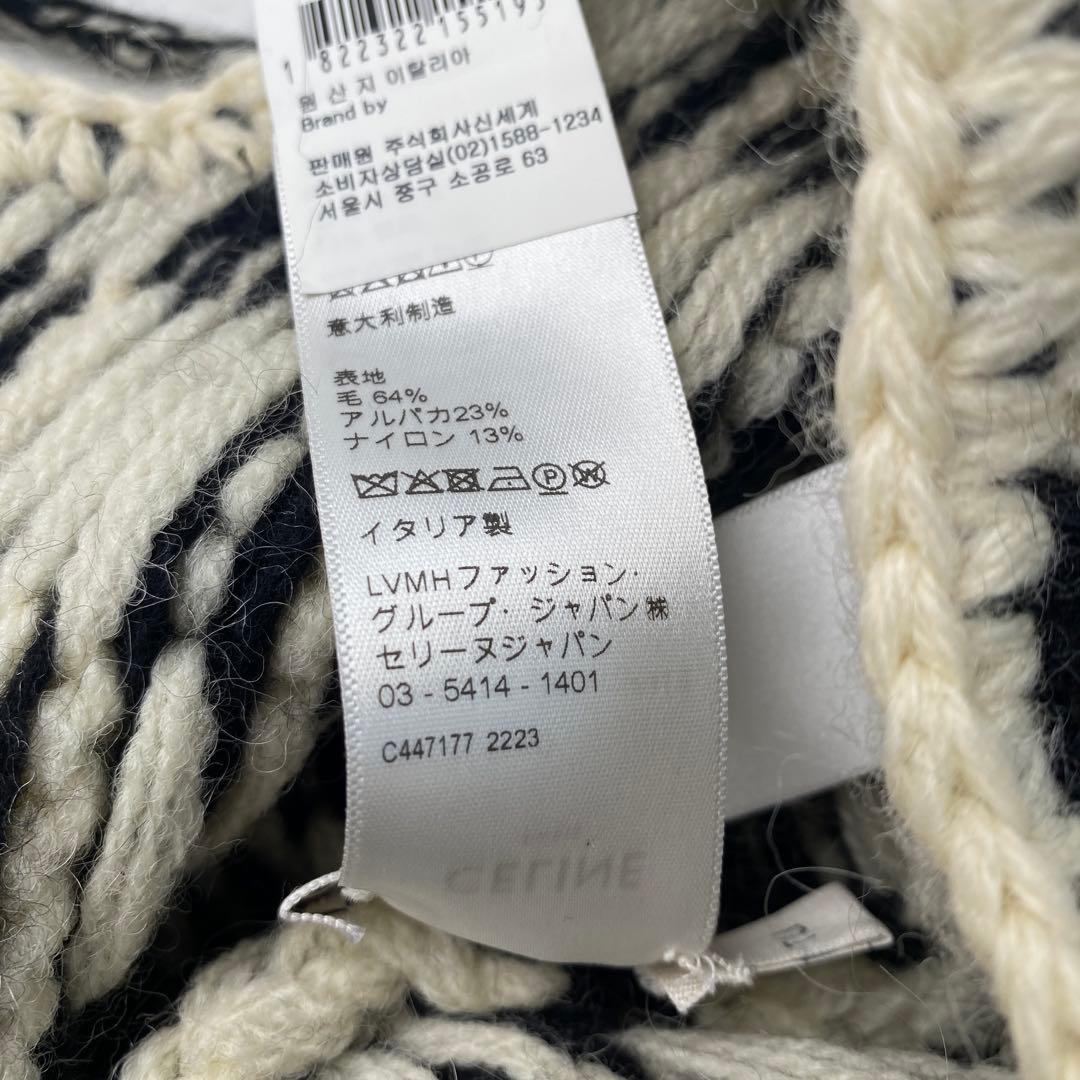 1 822322 155193
원 산 지 이탈리아
Brand by
판매원 주식회사신세계
소비자상담실(02)1588-1234
서울시 중구 소공로 63
意大利制造
表地
毛 64%
アルパカ23%
ナイロン 13%
イタリア製
LVMHファッション・
グループ・ジャパン㈱
セリーヌジャパン
03 - 5414 - 1401
C447177 2223
CELINE